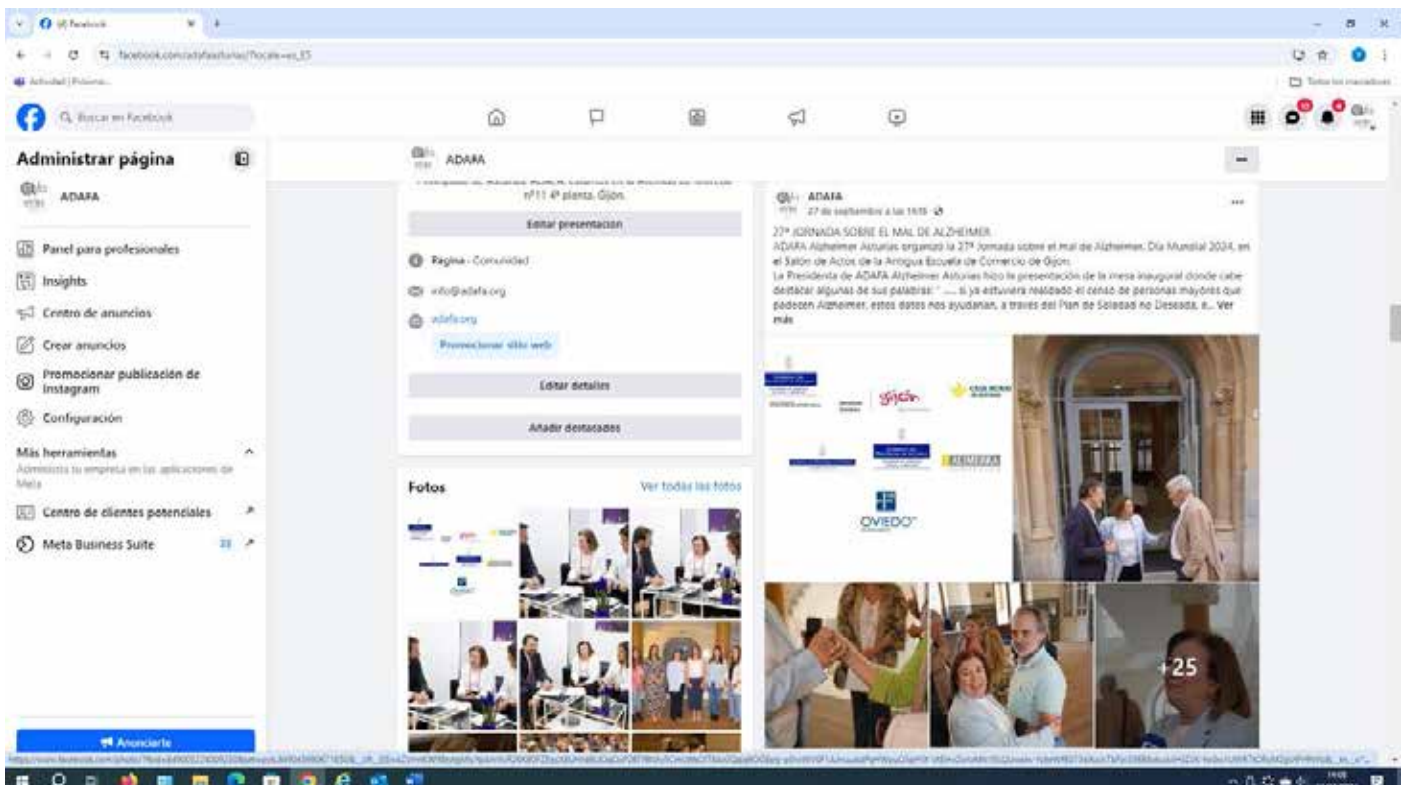 Facebook
Buscar en Facebook
Administrar página
ADAFA
Panel para profesionales
Insights
Centro de anuncios
Crear anuncios
Promocionar publicación de
Instagram
Configuración
Más herramientas
Administra tu empresa en las aplicaciones de
Meta
Centro de clientes potenciales
Meta Business Suite
Anunciarte
ADAFA
nº11 4ª planta. Gijón.
Editar presentación
Página · Comunidad
info@adafa.org
adafa.org
Promocionar sitio web
Editar detalles
Añadir destacados
Fotos
Ver todas las fotos
ADAFA
27 de septiembre a las
27ª JORNADA SOBRE EL MAL DE ALZHEIMER
ADAFA Alzheimer Asturias organizó la 27ª Jornada sobre el mal de Alzheimer. Día Mundial 2024, en
el Salón de Actos de la Antigua Escuela de Comercio de Gijón.
La Presidenta de ADAFA Alzheimer Asturias hizo la presentación de la mesa inaugural donde cabe
destacar algunas de sus palabras: " ..... si ya estuviera realizado el censo de personas mayores que
padecen Alzheimer, estos datos nos ayudarían, a través del Plan de Soledad no Deseada, a... Ver
más
gijón
ALIMERKA
OVIEDO
+25